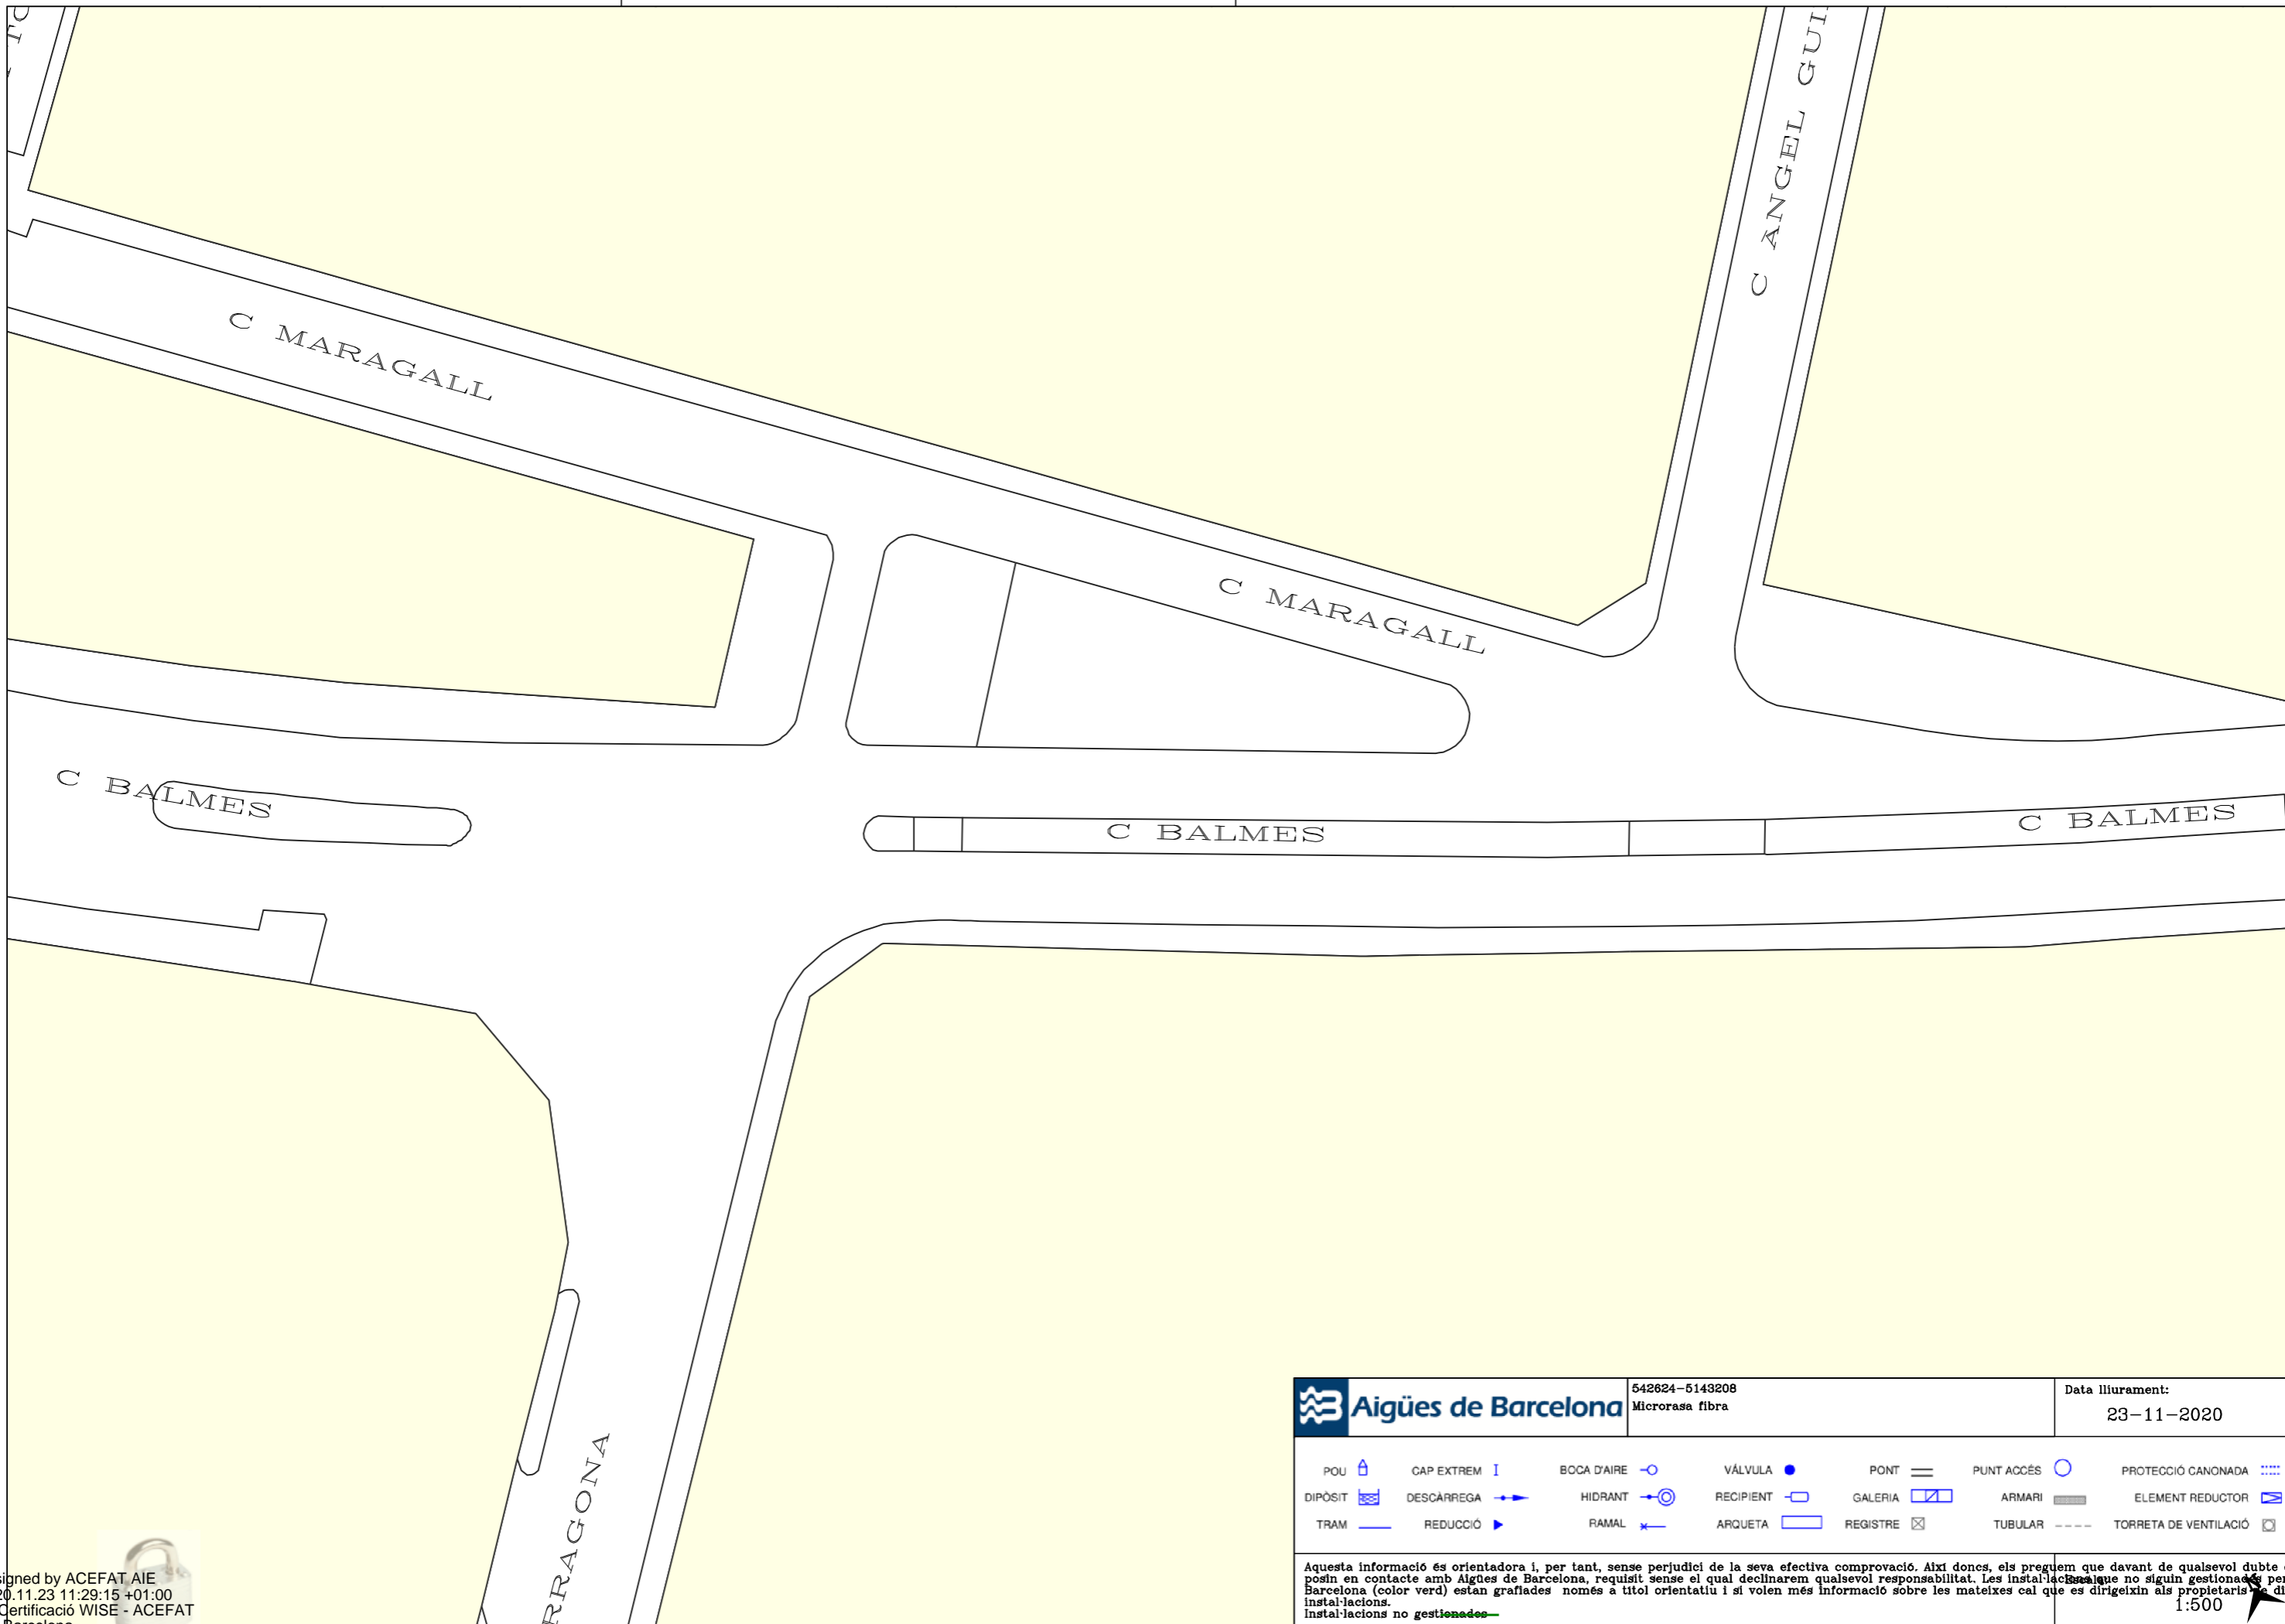 C ANGEL GUI
C MARAGALL
C MARAGALL
C BALMES
C BALMES
C BALMES
RRAGONA
Aigües de Barcelona
542624-5143208
Microrasa fibra
Data lliurament:
23-11-2020
POU CAP EXTREM BOCA D'AIRE VÀLVULA PONT PUNT ACCÉS PROTECCIÓ CANONADA
DIPÒSIT DESCÀRREGA HIDRANT RECIPIENT GALERIA ARMARI ELEMENT REDUCTOR
TRAM REDUCCIÓ RAMAL ARQUETA REGISTRE TUBULAR TORRETA DE VENTILACIÓ
Aquesta informació és orientadora i, per tant, sense perjudici de la seva efectiva comprovació. Així doncs, els preguem que davant de qualsevol dubte
posin en contacte amb Aigües de Barcelona, requisit sense el qual declinarem qualsevol responsabilitat. Les instal·lacions que no siguin gestionades per
Barcelona (color verd) estan grafiades només a títol orientatiu i si volen més informació sobre les mateixes cal que es dirigeixin als propietaris de di
instal·lacions.
Instal·lacions no gestionades
Escala:
1:500
igned by ACEFAT AIE
20.11.23 11:29:15 +01:00
Certificació WISE - ACEFAT
Barcelona